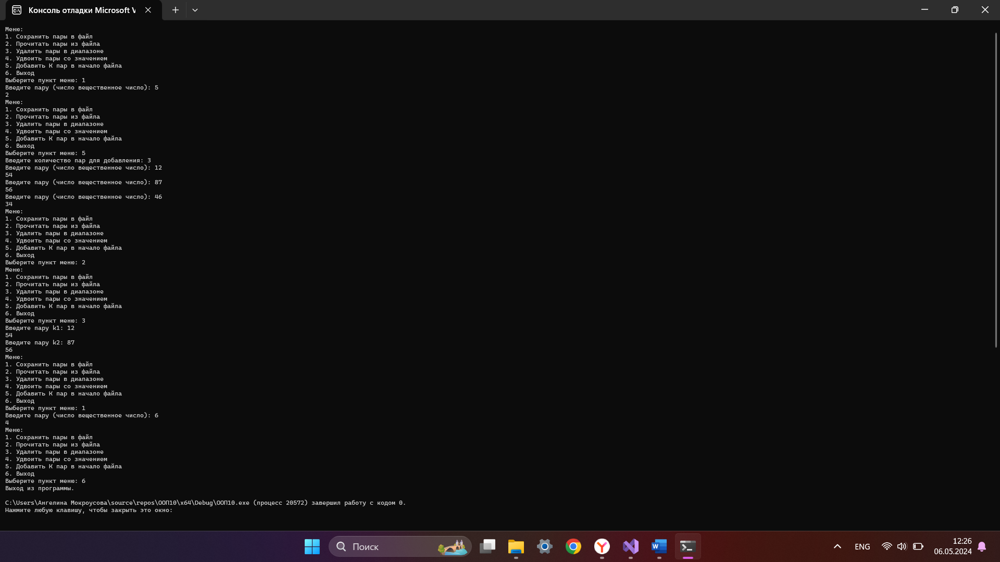 Консоль отладки Microsoft V
Меню:
1. Сохранить пары в файл
2. Прочитать пары из файла
3. Удалить пары в диапазоне
4. Удвоить пары со значением
5. Добавить К пар в начало файла
6. Выход
Выберите пункт меню: 1
Введите пару (число вещественное число): 5
2
Меню:
1. Сохранить пары в файл
2. Прочитать пары из файла
3. Удалить пары в диапазоне
4. Удвоить пары со значением
5. Добавить К пар в начало файла
6. Выход
Выберите пункт меню: 5
Введите количество пар для добавления: 3
Введите пару (число вещественное число): 12
54
Введите пару (число вещественное число): 87
56
Введите пару (число вещественное число): 46
34
Меню:
1. Сохранить пары в файл
2. Прочитать пары из файла
3. Удалить пары в диапазоне
4. Удвоить пары со значением
5. Добавить К пар в начало файла
6. Выход
Выберите пункт меню: 2
Меню:
1. Сохранить пары в файл
2. Прочитать пары из файла
3. Удалить пары в диапазоне
4. Удвоить пары со значением
5. Добавить К пар в начало файла
6. Выход
Выберите пункт меню: 3
Введите пару k1: 12
54
Введите пару k2: 87
56
Меню:
1. Сохранить пары в файл
2. Прочитать пары из файла
3. Удалить пары в диапазоне
4. Удвоить пары со значением
5. Добавить К пар в начало файла
6. Выход
Выберите пункт меню: 1
Введите пару (число вещественное число): 6
4
Меню:
1. Сохранить пары в файл
2. Прочитать пары из файла
3. Удалить пары в диапазоне
4. Удвоить пары со значением
5. Добавить К пар в начало файла
6. Выход
Выберите пункт меню: 6
Выход из программы.
C:\Users\Ангелина Мокроусова\source\repos\ООП10\x64\Debug\ООП10.exe (процесс 20572) завершил работу с кодом 0.
Нажмите любую клавишу, чтобы закрыть это окно:
Поиск
ENG
12:26
06.05.2024